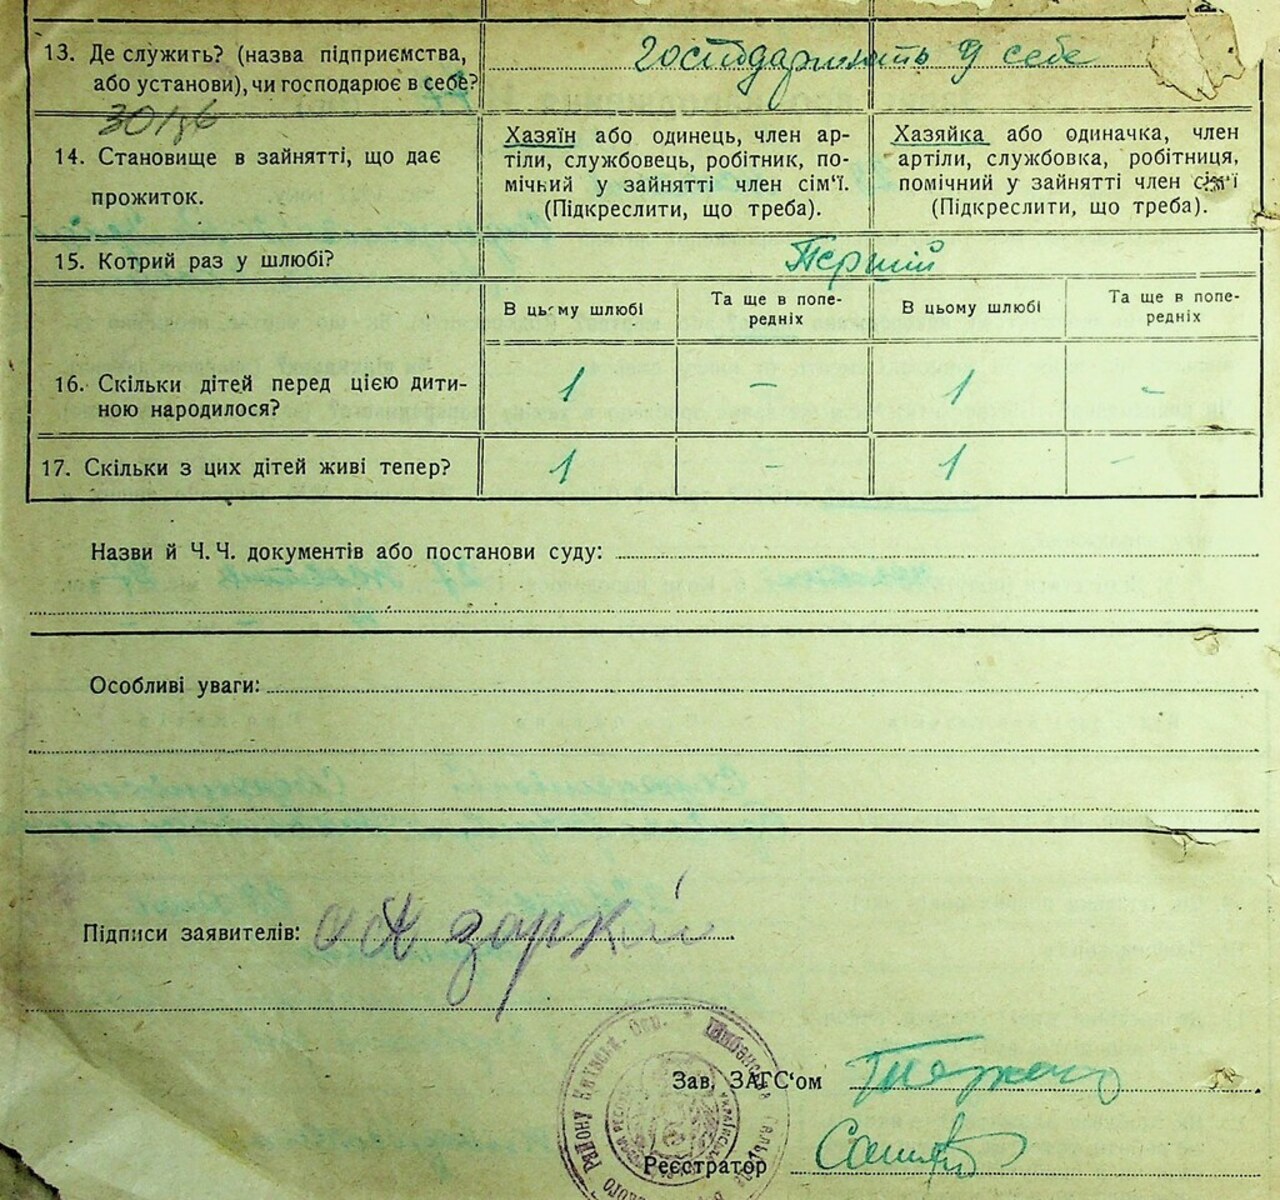 13. Де служить? (назва підприємства, або установи), чи господарює в себе?
Господарюють у себе
14. Становище в зайнятті, що дає прожиток.
Хазяїн або одинець, член ар-
тілі, службовець, робітник, по-
мічний у зайнятті член сім'ї.
(Підкреслити, що треба).
Хазяйка або одиначка, член
артілі, службовка, робітниця,
помічний у зайнятті член сім'ї
(Підкреслити, що треба).
15. Котрий раз у шлюбі?
Перший
В цьому шлюбі
Та ще в попе-
редніх
В цьому шлюбі
Та ще в попе-
редніх
16. Скільки дітей перед цією дити-
ною народилося?
1 – 1 –
17. Скільки з цих дітей живі тепер?
1 – 1 –
Назви й Ч. Ч. документів або постанови суду:
Особливі уваги:
Підписи заявителів:
Зав. ЗАГС'ом
Реєстратор